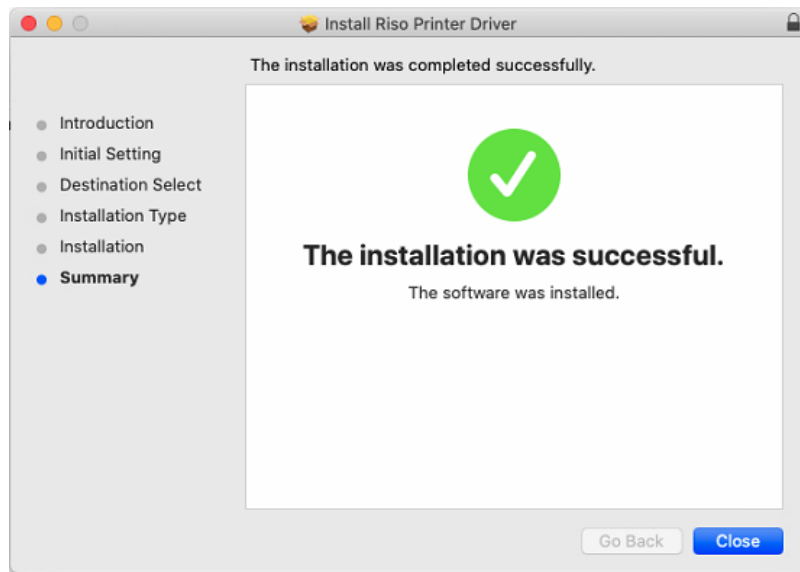 Install Riso Printer Driver
The installation was completed successfully.
Introduction
Initial Setting
Destination Select
Installation Type
Installation
Summary
The installation was successful.
The software was installed.
Go Back
Close